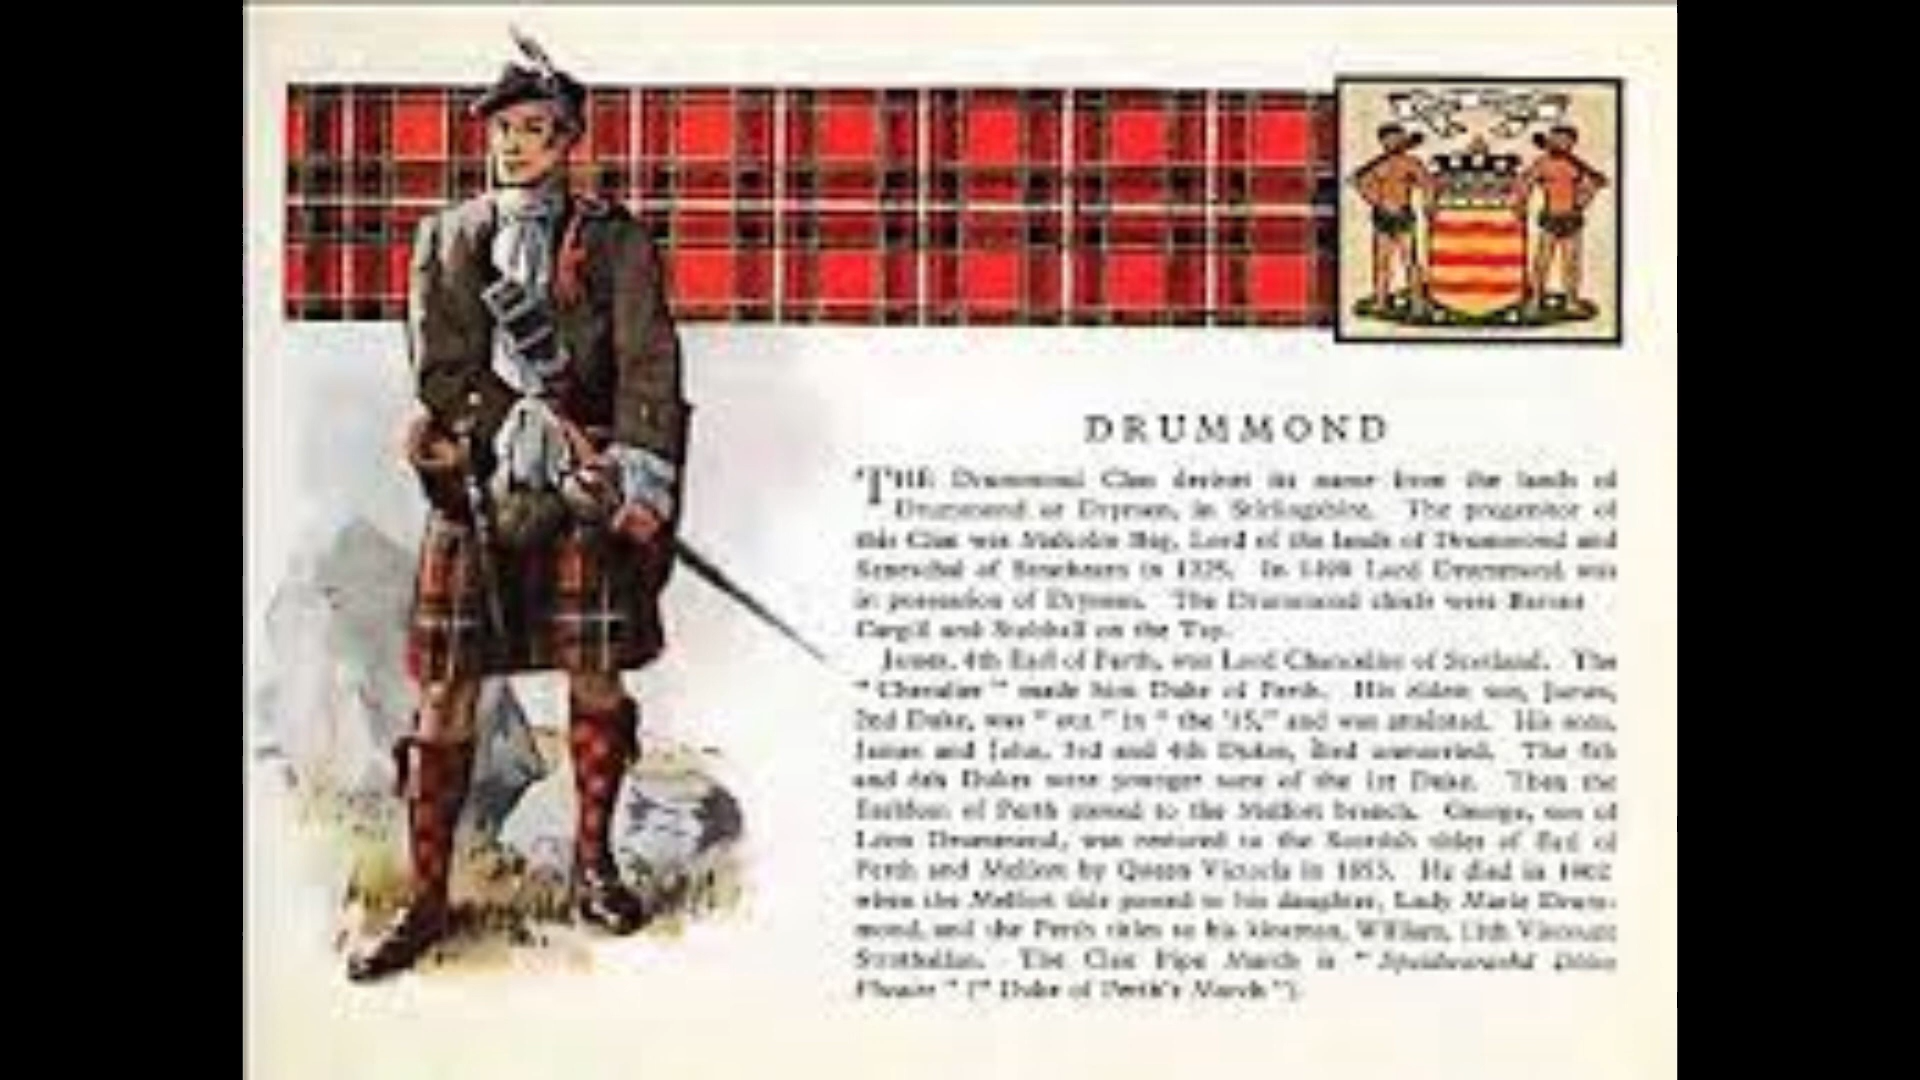 DRUMMOND
THE Drummond Clan derives its name from the lands of
Drummond or Drymen, in Stirlingshire. The progenitor of
this Clan was Malcolm Beg, Lord of the lands of Drummond and
Seneschal of Strathearn in 1225. In Lord Drummond was
in possession of Drymen. The Drummond chiefs were Barons
Cargill and Stobhall on the Tay.
James, 4th Earl of Perth, was Lord Chancellor of Scotland. The
" Chevalier " made him Duke of Perth. His eldest son, James,
2nd Duke, was " out " in " the '15," and was attainted. His sons,
James and John, 3rd and 4th Dukes, died unmarried. The 5th
and 6th Dukes were younger sons of the 1st Duke. Then the
Earldom of Perth passed to the Melfort branch. George, son of
Leon Drummond, was restored to the Scottish titles of Earl of
Perth and Melfort by Queen Victoria in 1853. He died in 1902
when the Melfort title passed to his daughter, Lady Marie Drum-
mond, and the Perth titles to his kinsman, William, 11th Viscount
Strathallan. The Clan Pipe March is "
" (" Duke of Perth's March ").